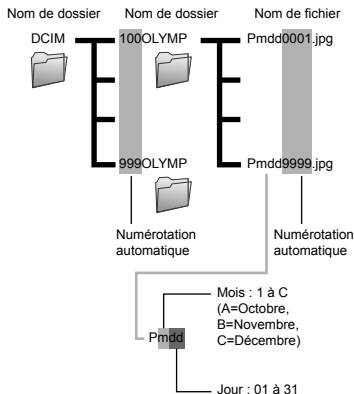 Nom de dossier Nom de dossier Nom de fichier
DCIM 100OLYMP Pmdd0001.jpg
999OLYMP Pmdd9999.jpg
Numérotation
automatique
Numérotation
automatique
Mois : 1 à C
(A=Octobre,
B=Novembre,
C=Décembre)
Pmdd
Jour : 01 à 31